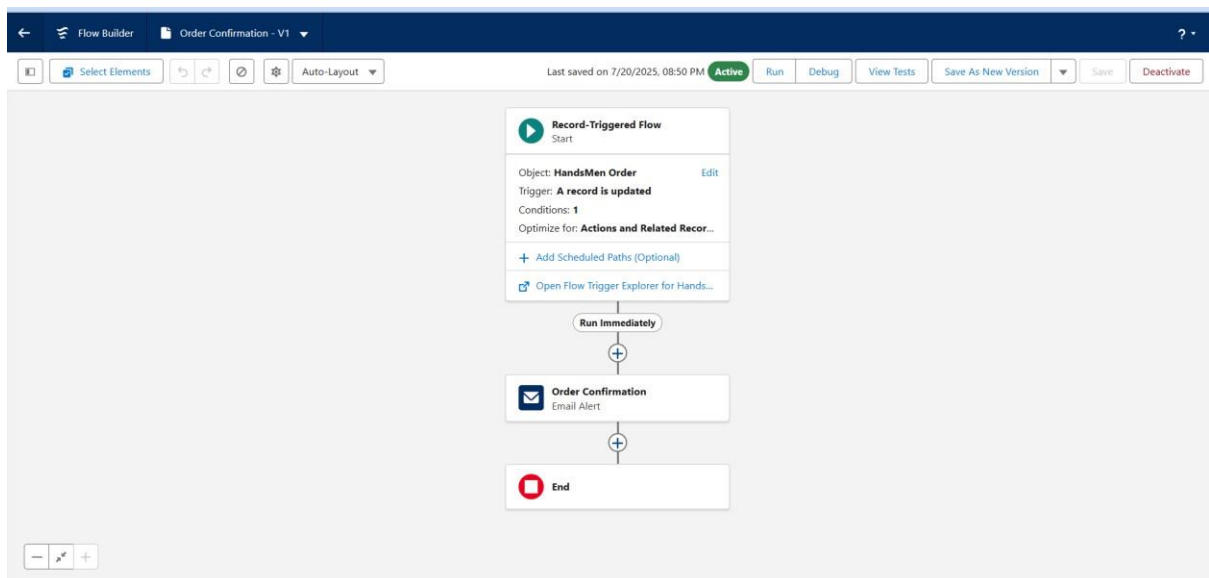 Flow Builder
Order Confirmation - V1
?
Select Elements
Auto-Layout
Last saved on 7/20/2025, 08:50 PM
Active
Run
Debug
View Tests
Save As New Version
Save
Deactivate
Record-Triggered Flow
Start
Object: HandsMen Order Edit
Trigger: A record is updated
Conditions: 1
Optimize for: Actions and Related Recor...
+ Add Scheduled Paths (Optional)
Open Flow Trigger Explorer for Hands...
Run Immediately
Order Confirmation
Email Alert
End